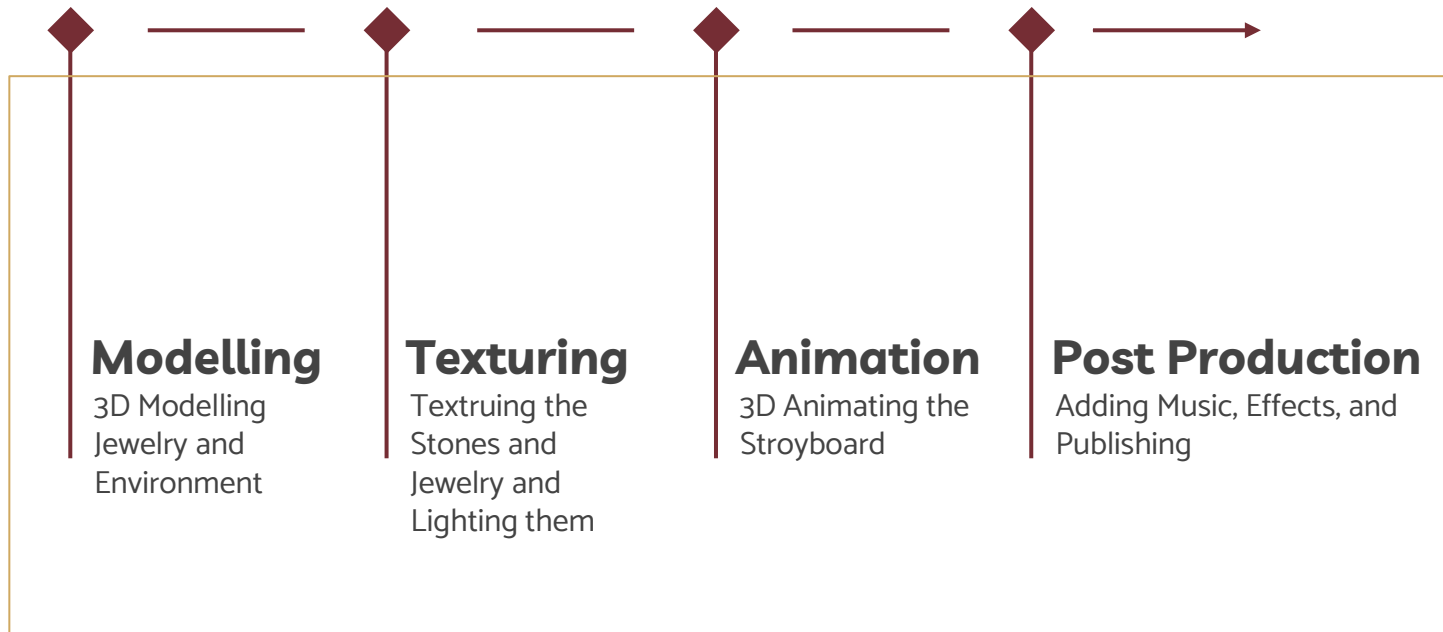 Modelling
3D Modelling
Jewelry and
Environment
Texturing
Textruing the
Stones and
Jewelry and
Lighting them
Animation
3D Animating the
Stroyboard
Post Production
Adding Music, Effects, and
Publishing